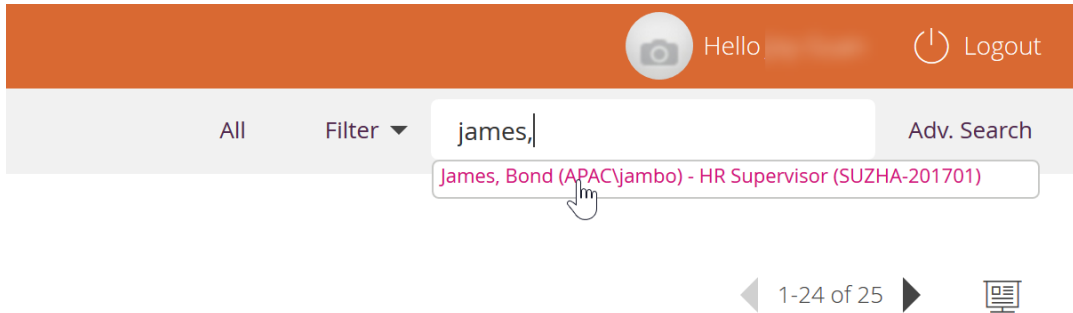 Hello
Logout
All
Filter
james,
Adv. Search
James, Bond (APAC\jambo) - HR Supervisor (SUZHA-201701)
1-24 of 25